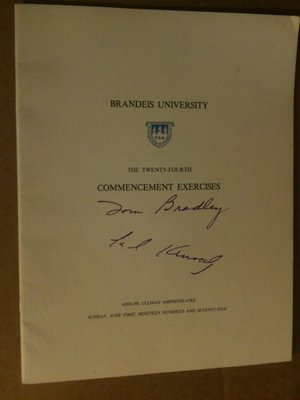 BRANDEIS UNIVERSITY
THE TWENTY-FOURTH
COMMENCEMENT EXERCISES
Tom Bradley
ADOLPH ULLMAN AMPHITHEATRE
SUNDAY, JUNE FIRST, NINETEEN HUNDRED AND SEVENTY-FIVE